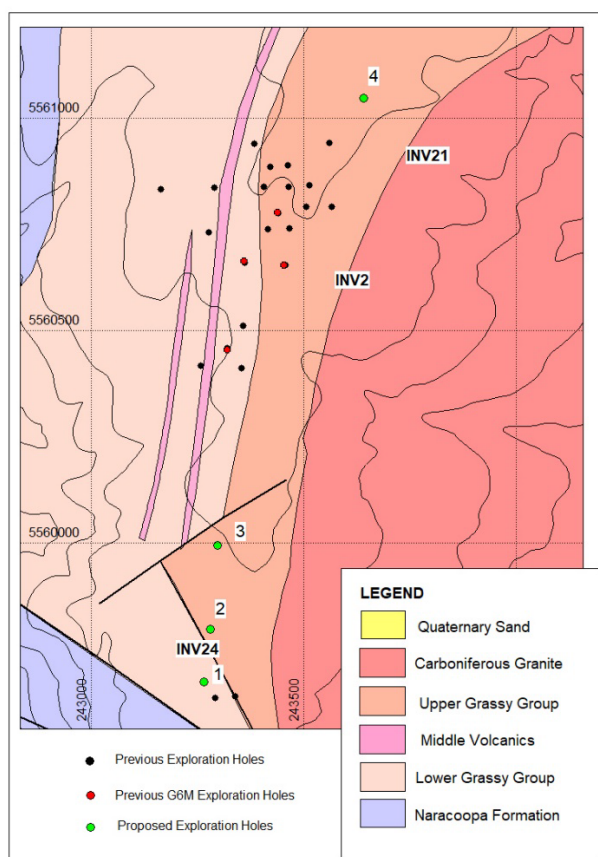 4
5561000
INV21
INV2
5560500
5560000
3
2
INV24
1
243000
243500
LEGEND
Quaternary Sand
Carboniferous Granite
Upper Grassy Group
Middle Volcanics
Lower Grassy Group
Naracoopa Formation
Previous Exploration Holes
Previous G6M Exploration Holes
Proposed Exploration Holes